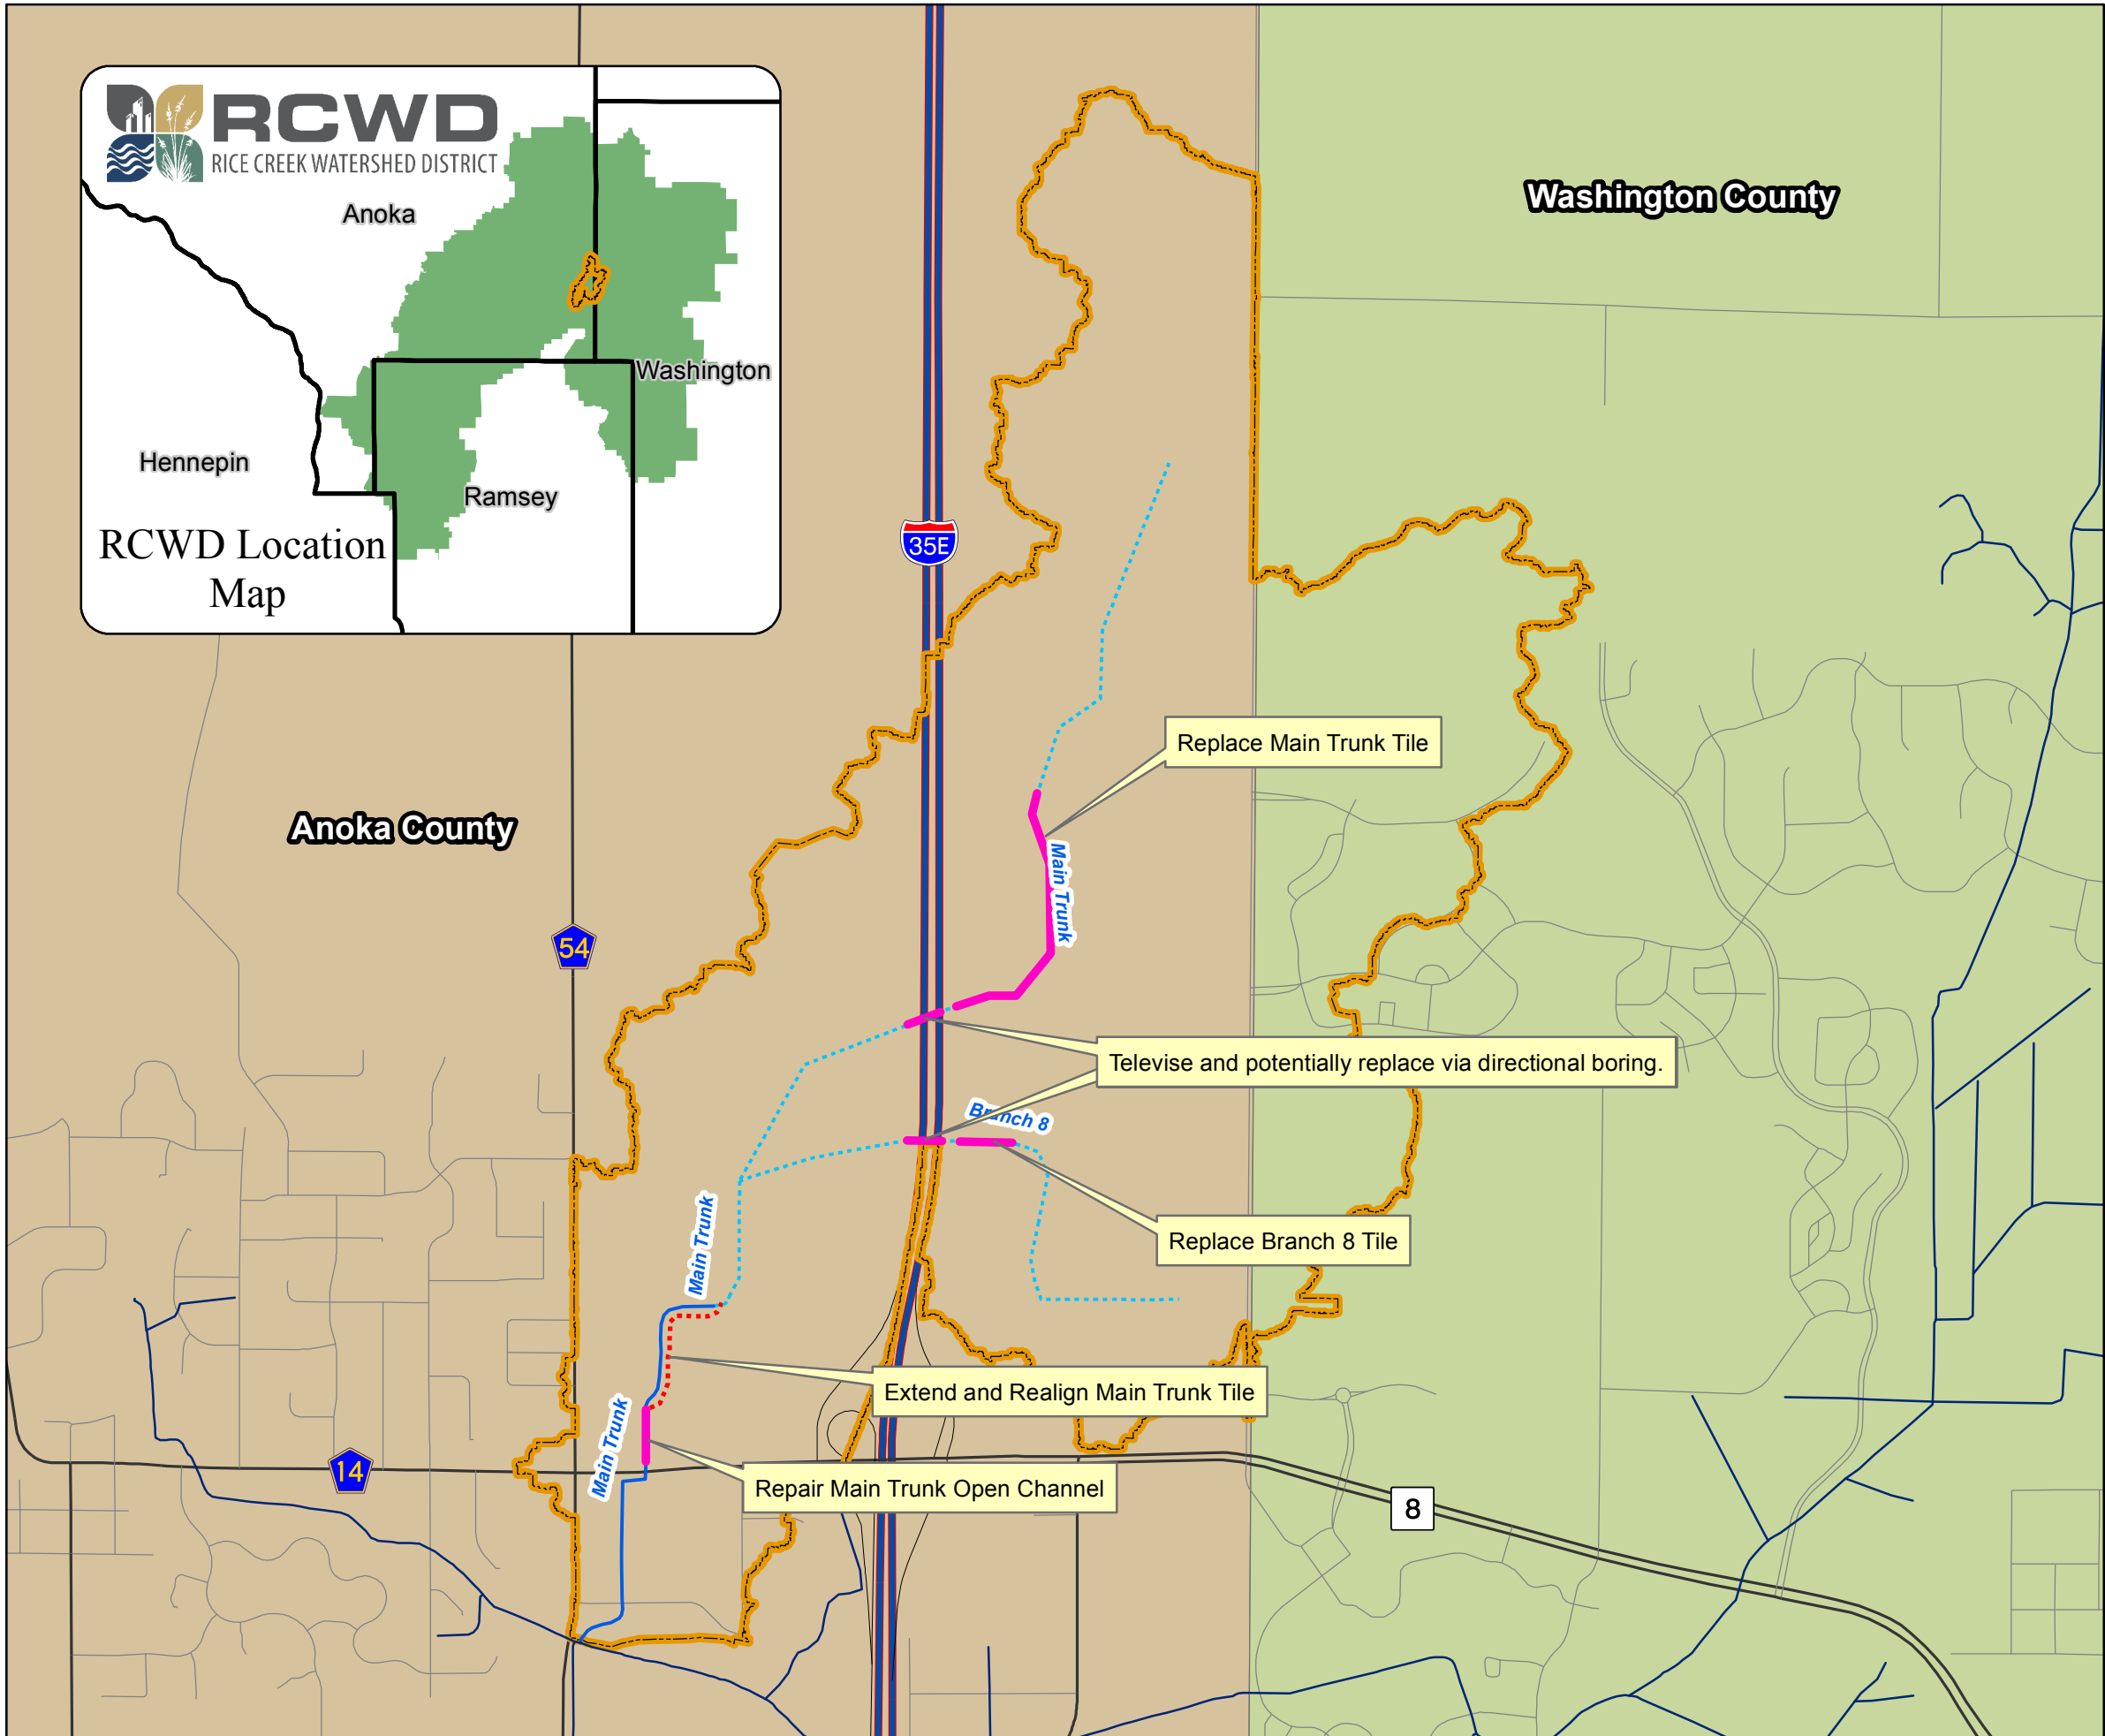 RCWD
RICE CREEK WATERSHED DISTRICT
Anoka
Washington
Hennepin
Ramsey
RCWD Location
Map
Washington County
35E
Replace Main Trunk Tile
Anoka County
Main Trunk
54
Televise and potentially replace via directional boring.
Branch 8
Main Trunk
Replace Branch 8 Tile
Extend and Realign Main Trunk Tile
Main Trunk
14
Repair Main Trunk Open Channel
8